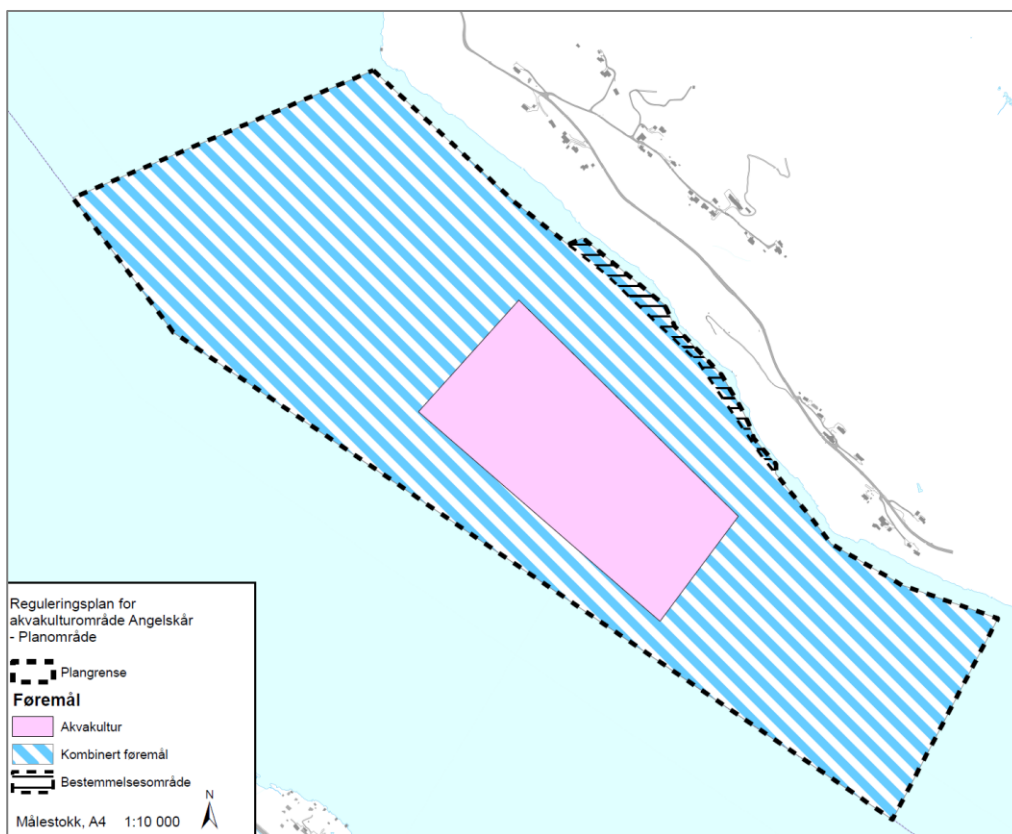 Reguleringsplan for
akvakulturområde Angelskår
- Planområde
Plangrense
Føremål
Akvakultur
Kombinert føremål
Bestemmelsesområde
N
Målestokk, A4 1:10 000